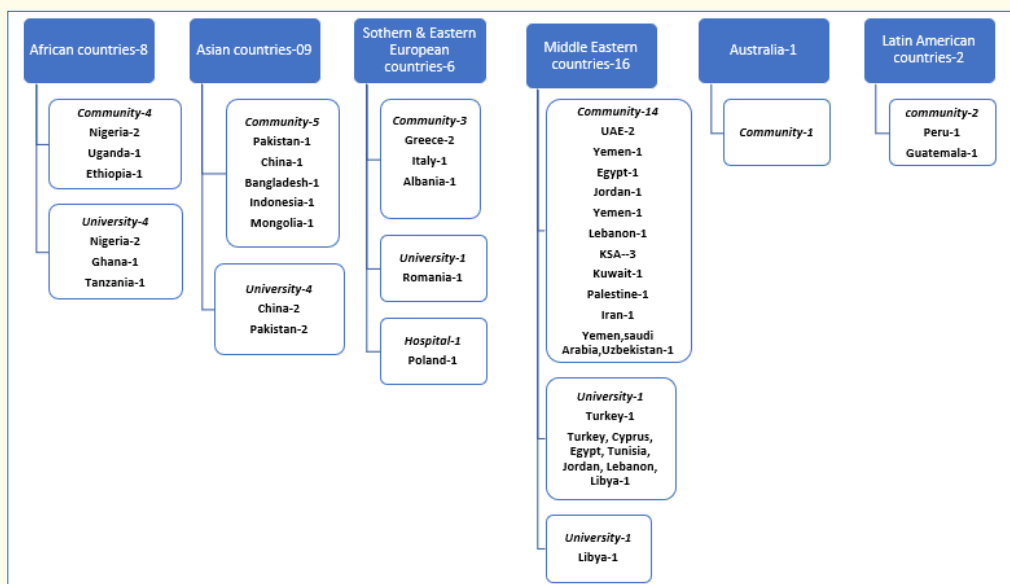 African countries-8
Community-4
Nigeria-2
Uganda-1
Ethiopia-1
University-4
Nigeria-2
Ghana-1
Tanzania-1
Asian countries-09
Community-5
Pakistan-1
China-1
Bangladesh-1
Indonesia-1
Mongolia-1
University-4
China-2
Pakistan-2
Sothern & Eastern
European
countries-6
Community-3
Greece-2
Italy-1
Albania-1
University-1
Romania-1
Hospital-1
Poland-1
Middle Eastern
countries-16
Community-14
UAE-2
Yemen-1
Egypt-1
Jordan-1
Yemen-1
Lebanon-1
KSA--3
Kuwait-1
Palestine-1
Iran-1
Yemen,saudi
Arabia,Uzbekistan-1
University-1
Turkey-1
Turkey, Cyprus,
Egypt, Tunisia,
Jordan, Lebanon,
Libya-1
University-1
Libya-1
Australia-1
Community-1
Latin American
countries-2
community-2
Peru-1
Guatemala-1